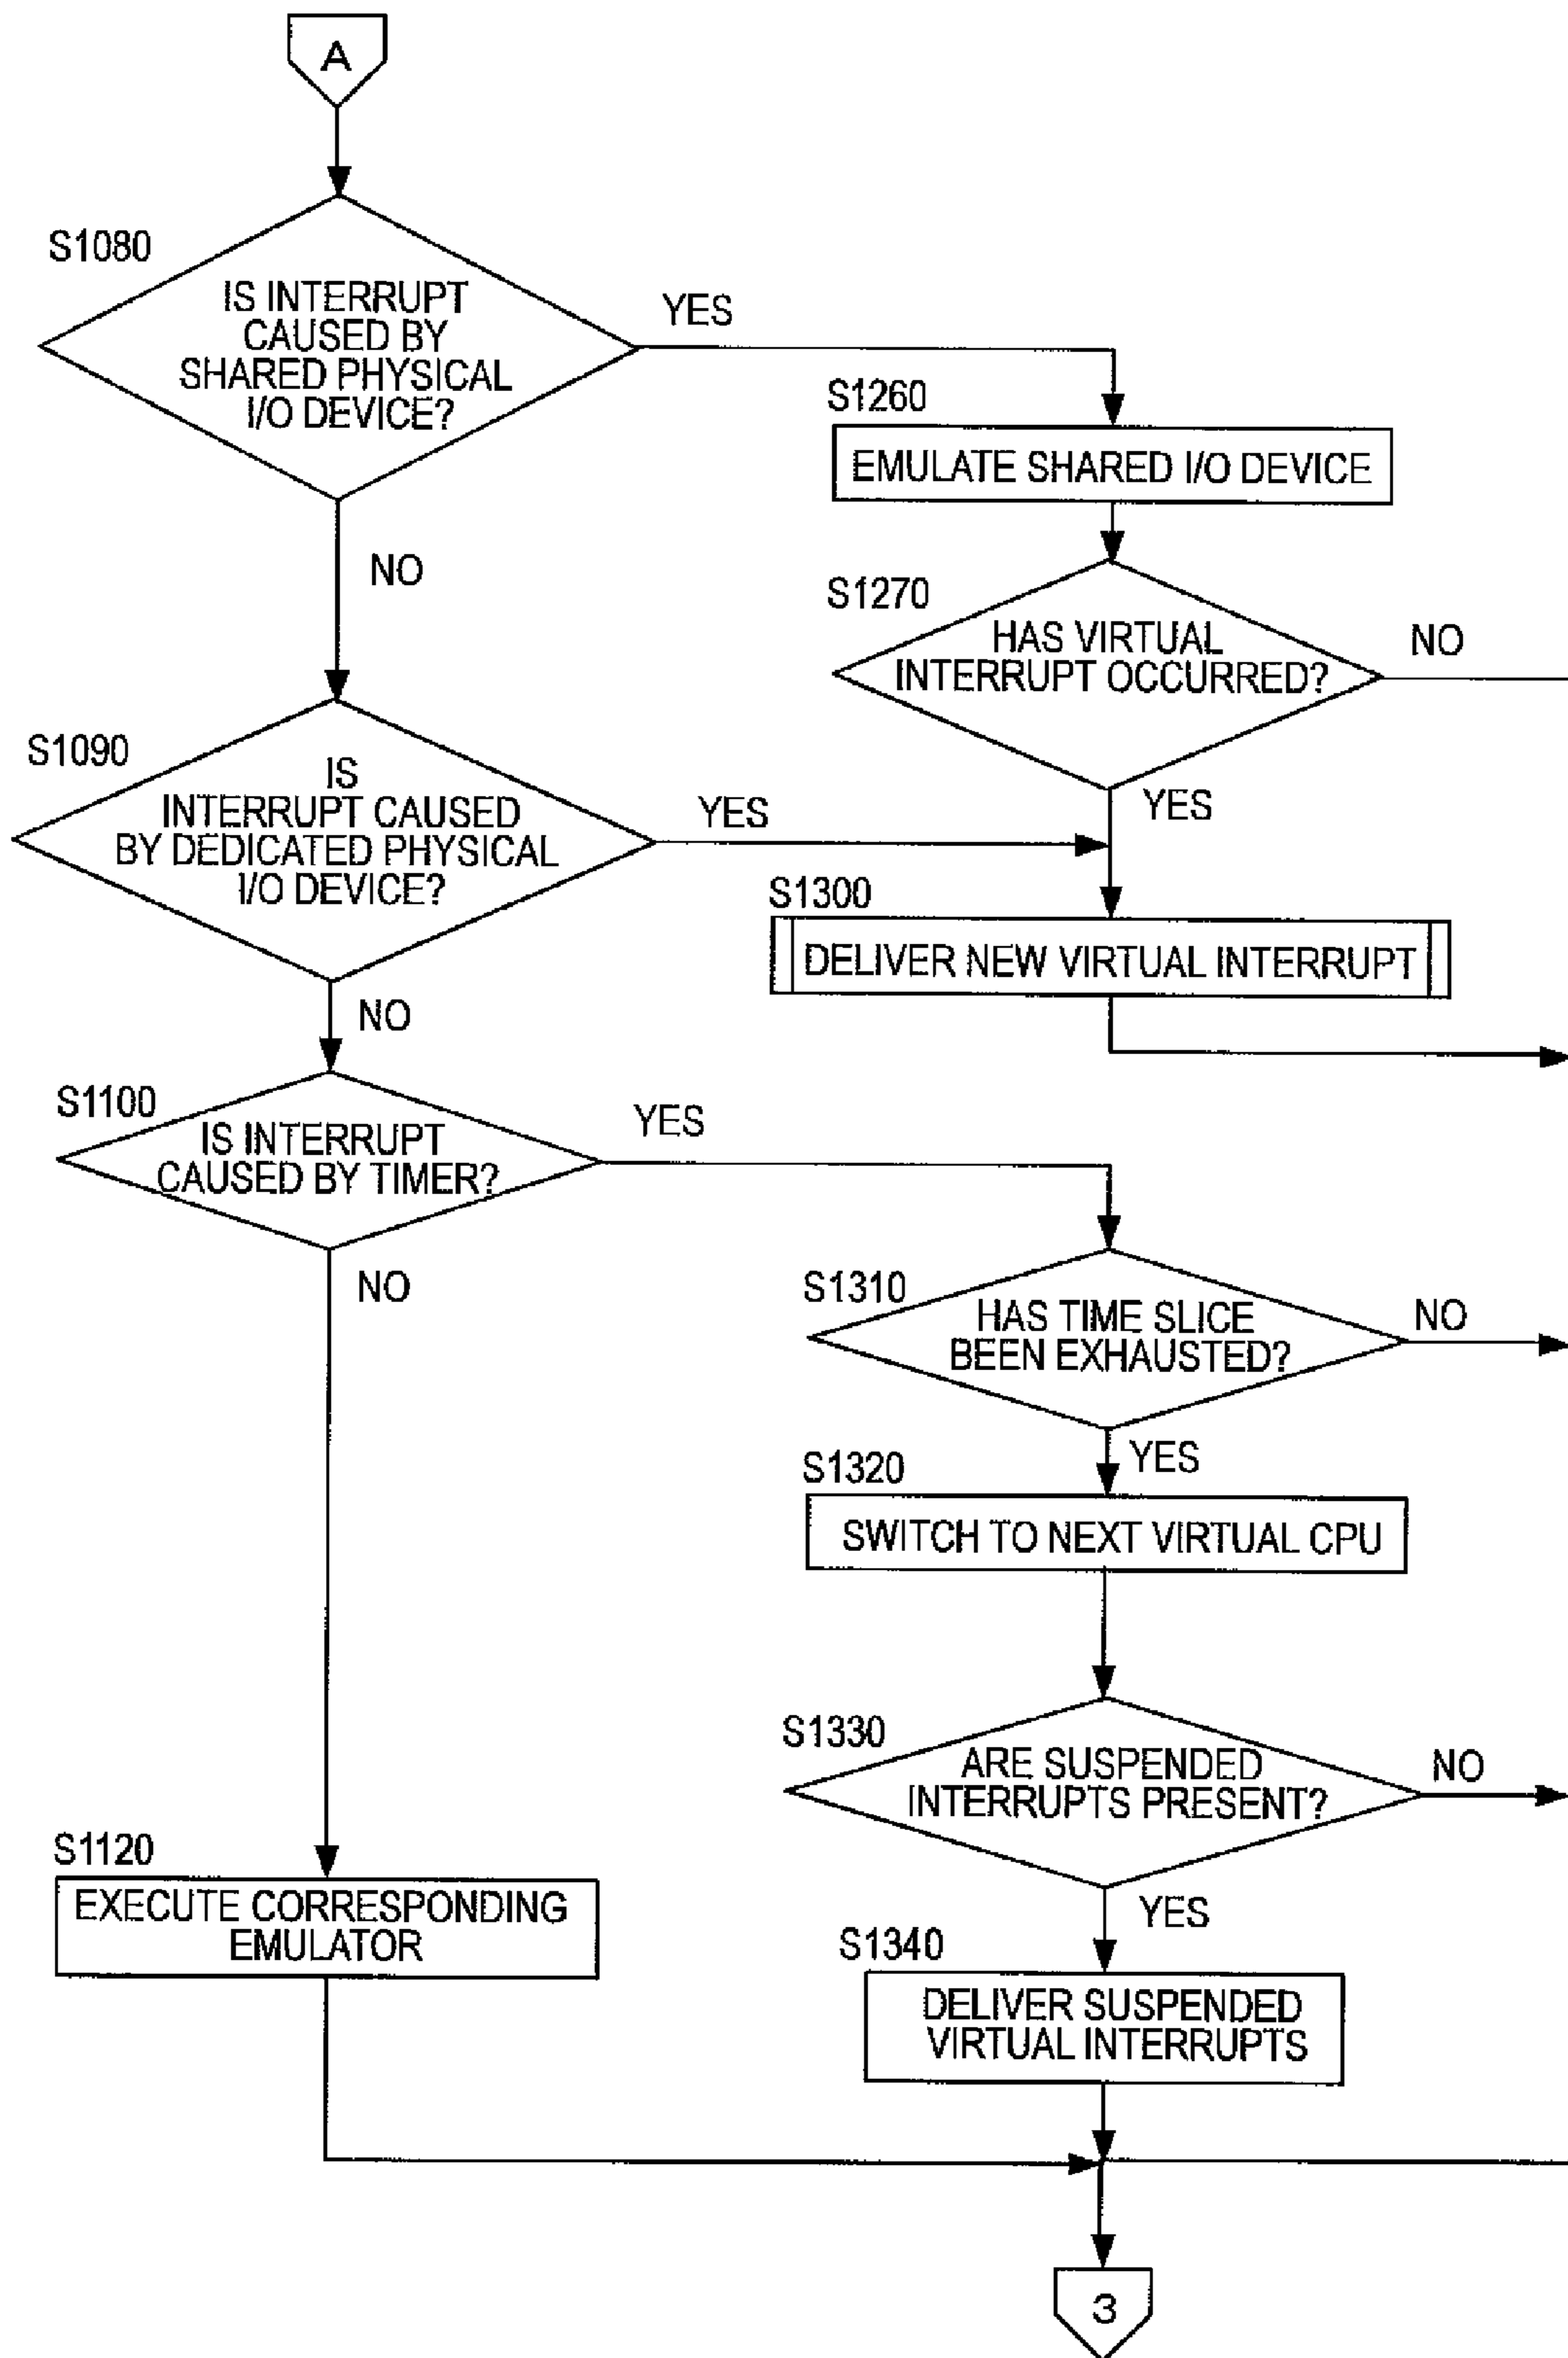 A
S1080
IS INTERRUPT
CAUSED BY
SHARED PHYSICAL
I/O DEVICE?
YES
NO
S1260
EMULATE SHARED I/O DEVICE
S1270
HAS VIRTUAL
INTERRUPT OCCURRED?
NO
YES
S1090
IS
INTERRUPT CAUSED
BY DEDICATED PHYSICAL
I/O DEVICE?
YES
NO
S1300
DELIVER NEW VIRTUAL INTERRUPT
S1100
IS INTERRUPT
CAUSED BY TIMER?
YES
NO
S1310
HAS TIME SLICE
BEEN EXHAUSTED?
NO
YES
S1320
SWITCH TO NEXT VIRTUAL CPU
S1330
ARE SUSPENDED
INTERRUPTS PRESENT?
NO
YES
S1120
EXECUTE CORRESPONDING
EMULATOR
S1340
DELIVER SUSPENDED
VIRTUAL INTERRUPTS
3